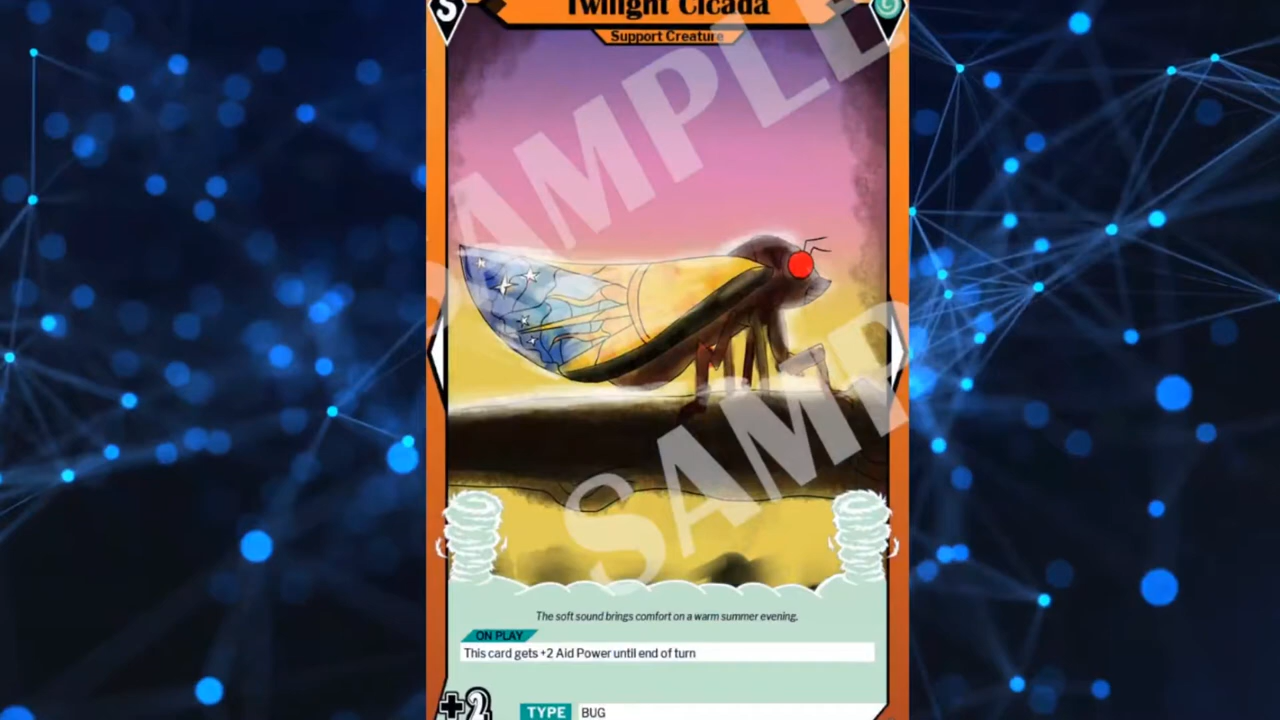 S
Twilight Cicada
Support Creature
SAMPLE
SAMP
The soft sound brings comfort on a warm summer evening.
ON PLAY
This card gets +2 Aid Power until end of turn
+2
TYPE BUG